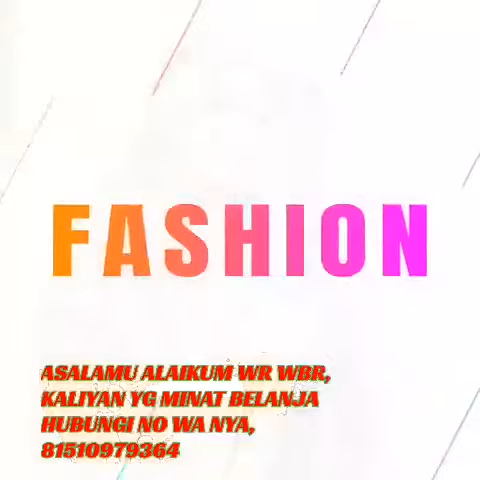 FASHION
ASALAMU ALAIKUM WR WBR,
KALIYAN YG MINAT BELANJA
HUBUNGI NO WA NYA,
81510979364